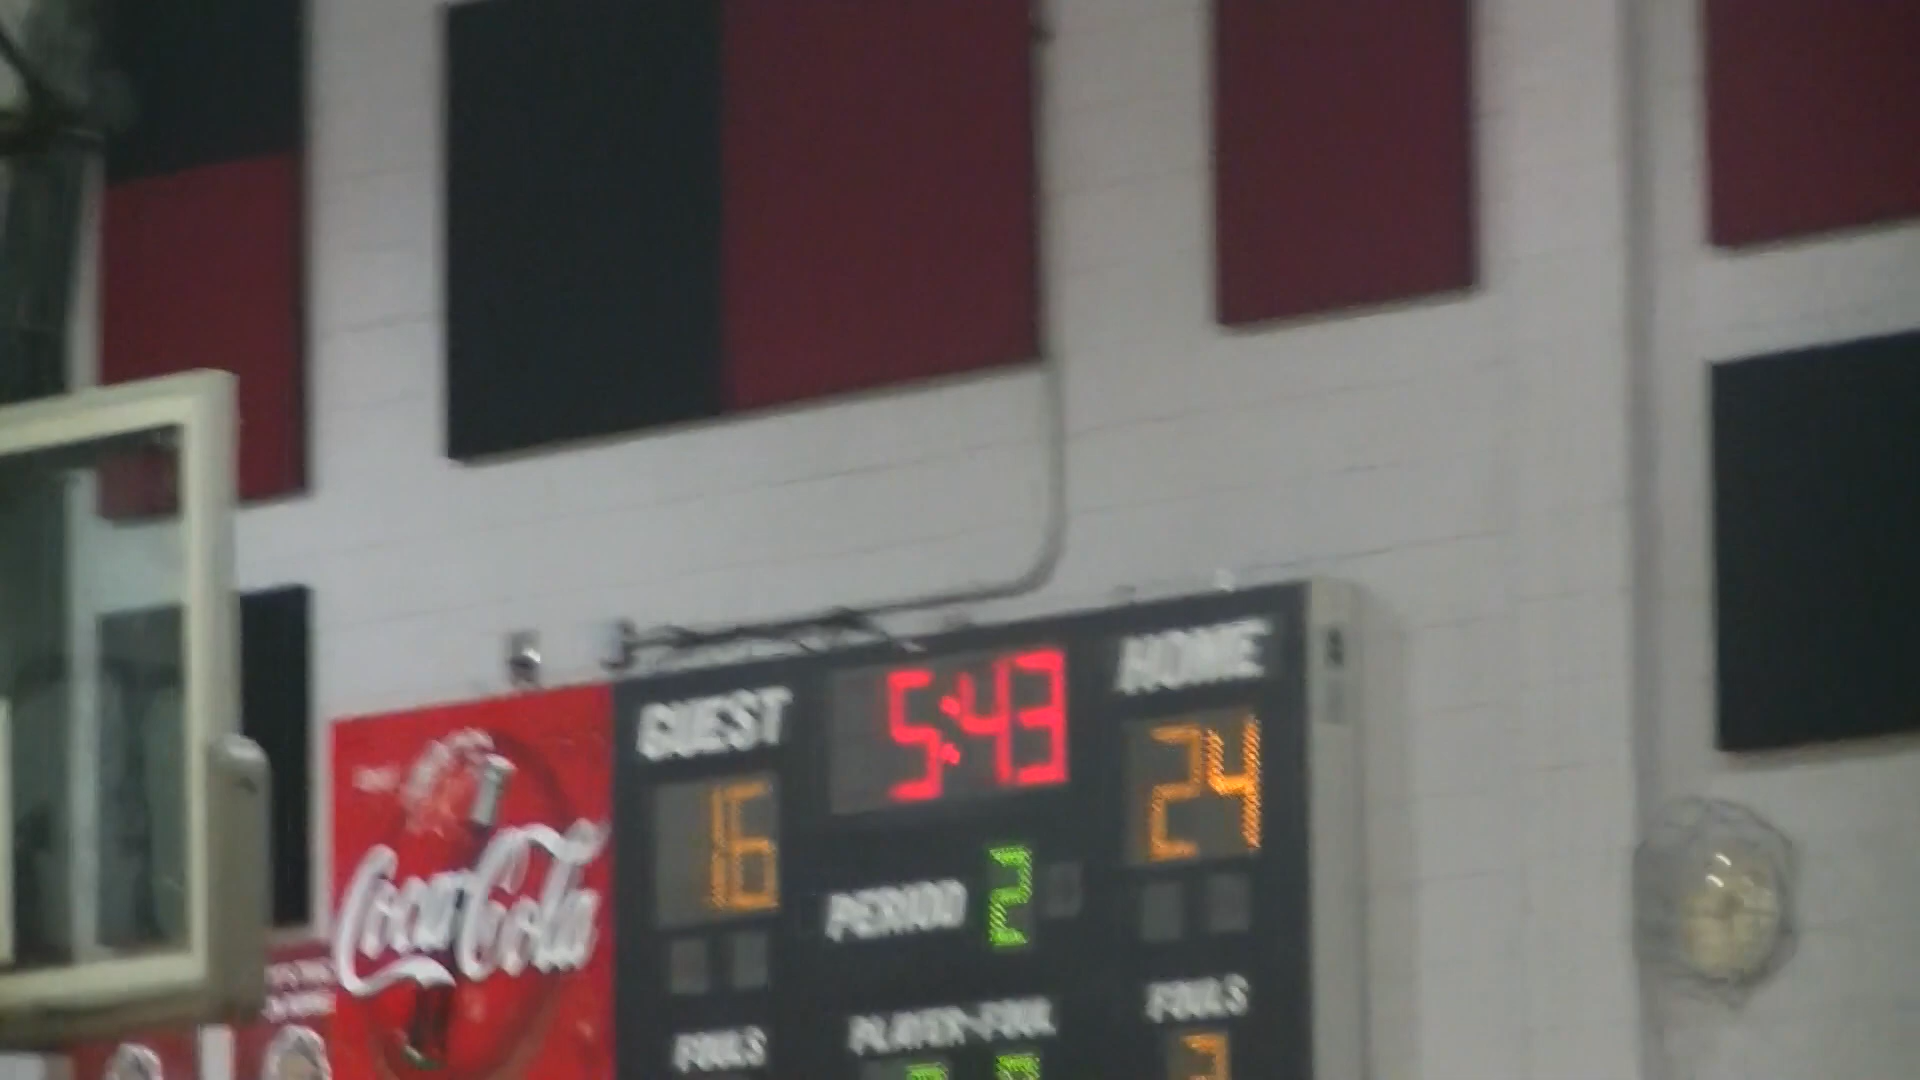 HOME
5:43
GUEST
24
16
Coca-Cola
PERIOD 2
FOULS
PLAYER-FOUL
FOULS